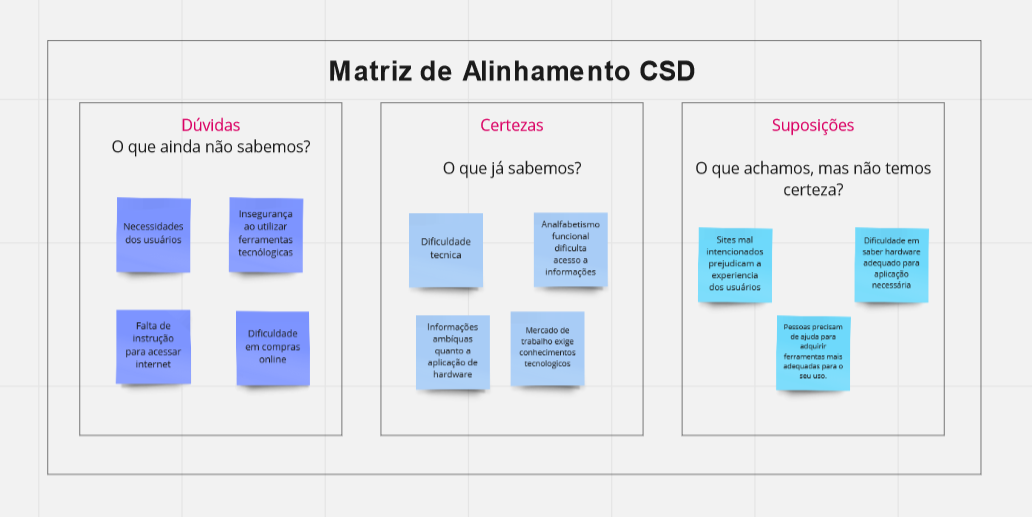 Matriz de Alinhamento CSD
Dúvidas
O que ainda não sabemos?
Necessidades
dos usuários
Insegurança
ao utilizar
ferramentas
tecnólogicas
Falta de
instrução
para acessar
internet
Dificuldade
em compras
online
Certezas
O que já sabemos?
Dificuldade
tecnica
Analfabetismo
funcional
dificulta
acesso a
informações
Informações
ambíquas
quanto a
aplicação de
hardware
Mercado de
trabalho exige
conhecimentos
tecnologicos
Suposições
O que achamos, mas não temos
certeza?
Sites mal
intencionados
prejudicam a
experiencia
dos usuários
Dificuldade em
saber hardware
adequado para
aplicação
necessária
Pessoas precisam
de ajuda para
adquirir
ferramentas mais
adequadas para o
seu uso.